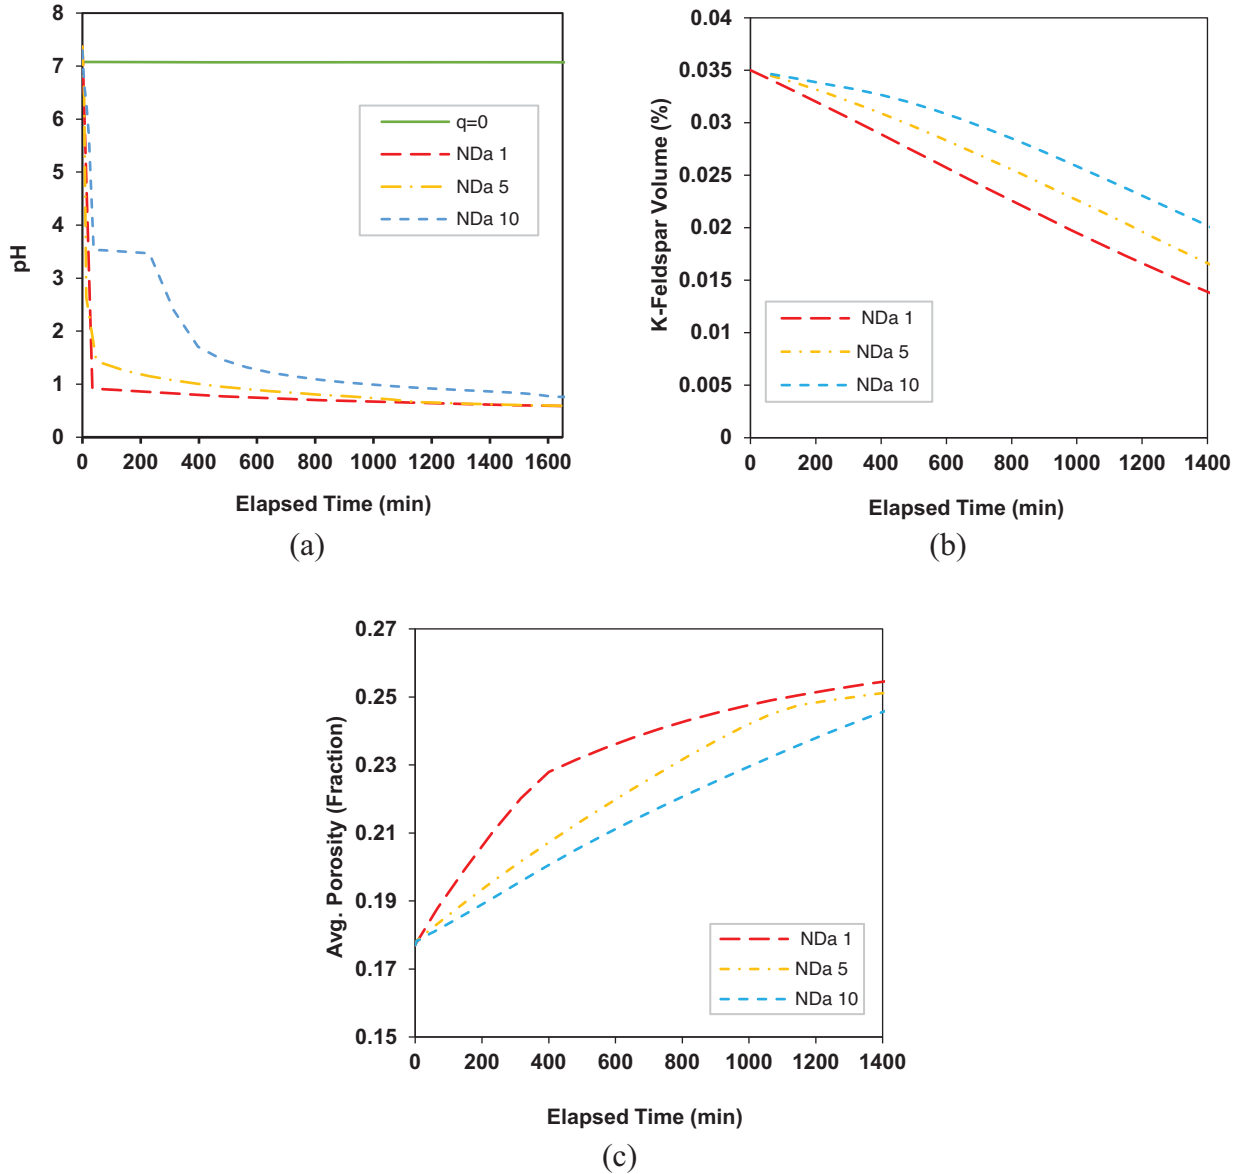 8
7
6
5
4
3
2
1
0
pH
q=0
NDa 1
NDa 5
NDa 10
0 200 400 600 800 1000 1200 1400 1600
Elapsed Time (min)
(a)
0.04
0.035
0.03
0.025
0.02
0.015
0.01
0.005
0
K-Feldspar Volume (%)
NDa 1
NDa 5
NDa 10
0 200 400 600 800 1000 1200 1400
Elapsed Time (min)
(b)
0.27
0.25
0.23
0.21
0.19
0.17
0.15
Avg. Porosity (Fraction)
NDa 1
NDa 5
NDa 10
0 200 400 600 800 1000 1200 1400
Elapsed Time (min)
(c)